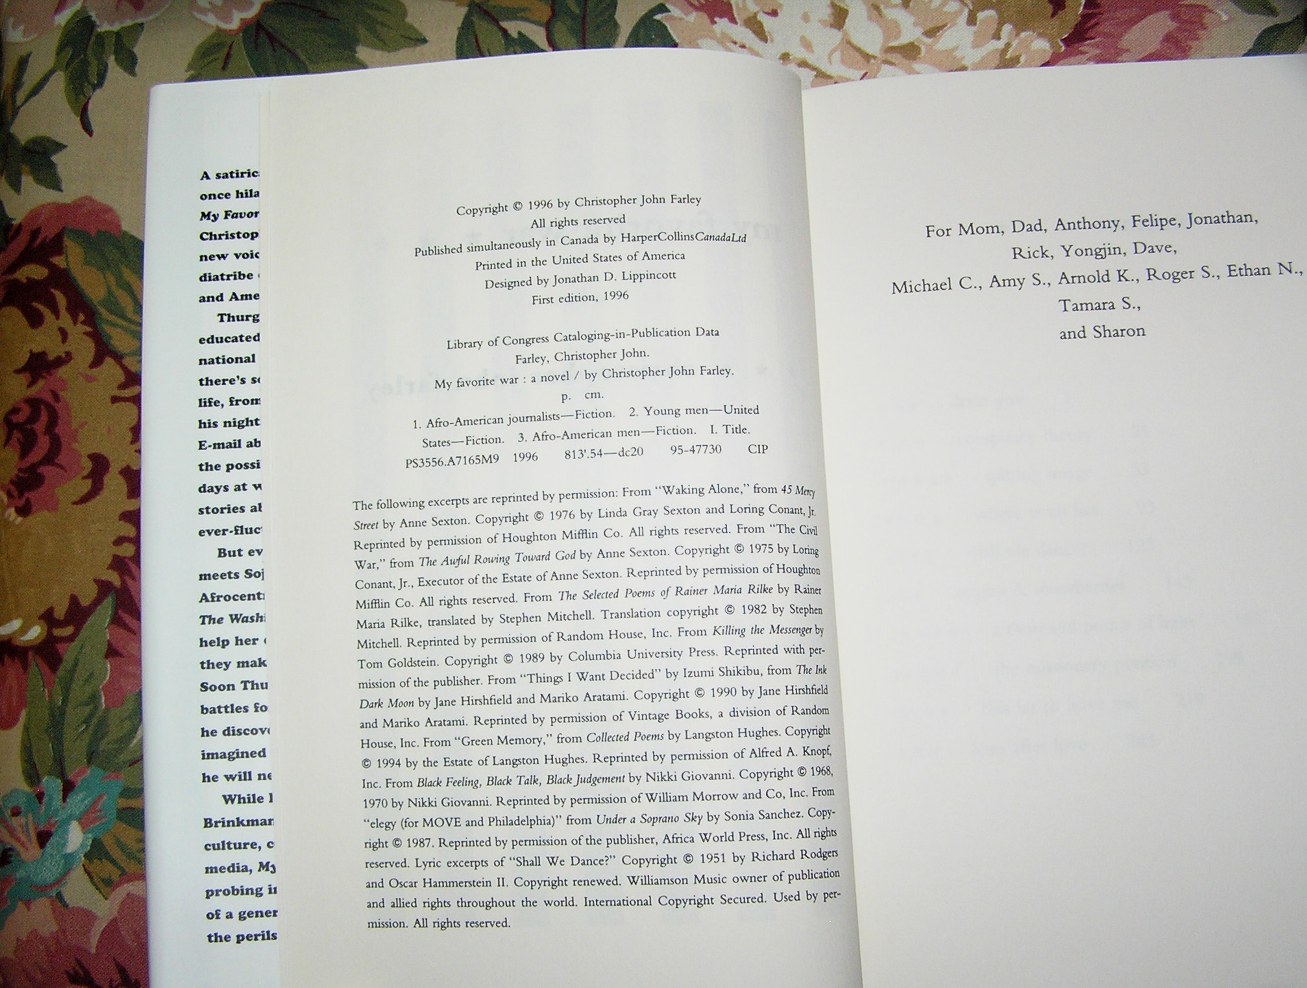 A satiric
once hila
My Favor
Christop
new voic
diatribe
and Ame
Thurg
educated
national
there's so
life, from
his night
E-mail ab
the possi
days at w
stories al
ever-fluc
But ev
meets Soj
Afrocent
The Wash
help her
they mak
Soon Thu
battles fo
he discov
imagined
he will ne
While
Brinkmar
culture, c
media, My
probing i
of a gener
the perils
Copyright © 1996 by Christopher John Farley
All rights reserved
Published simultaneously in Canada by HarperCollinsCanadaLtd
Printed in the United States of America
Designed by Jonathan D. Lippincott
First edition, 1996
Library of Congress Cataloging-in-Publication Data
Farley, Christopher John.
My favorite war : a novel / by Christopher John Farley.
p. cm.
1. Afro-American journalists—Fiction. 2. Young men—United
States—Fiction. 3. Afro-American men—Fiction. I. Title.
PS3556.A7165M9 1996 813'.54—dc20 95-47730 CIP
The following excerpts are reprinted by permission: From “Waking Alone,” from 45 Mercy
Street by Anne Sexton. Copyright © 1976 by Linda Gray Sexton and Loring Conant, Jr.
Reprinted by permission of Houghton Mifflin Co. All rights reserved. From “The Civil
War,” from The Awful Rowing Toward God by Anne Sexton. Copyright © 1975 by Loring
Conant, Jr., Executor of the Estate of Anne Sexton. Reprinted by permission of Houghton
Mifflin Co. All rights reserved. From The Selected Poems of Rainer Maria Rilke by Rainer
Maria Rilke, translated by Stephen Mitchell. Translation copyright © 1982 by Stephen
Mitchell. Reprinted by permission of Random House, Inc. From Killing the Messenger by
Tom Goldstein. Copyright © 1989 by Columbia University Press. Reprinted with per-
mission of the publisher. From “Things I Want Decided” by Izumi Shikibu, from The Ink
Dark Moon by Jane Hirshfield and Mariko Aratami. Copyright © 1990 by Jane Hirshfield
and Mariko Aratami. Reprinted by permission of Vintage Books, a division of Random
House, Inc. From “Green Memory,” from Collected Poems by Langston Hughes. Copyright
© 1994 by the Estate of Langston Hughes. Reprinted by permission of Alfred A. Knopf,
Inc. From Black Feeling, Black Talk, Black Judgement by Nikki Giovanni. Copyright © 1968,
1970 by Nikki Giovanni. Reprinted by permission of William Morrow and Co, Inc. From
“elegy (for MOVE and Philadelphia)” from Under a Soprano Sky by Sonia Sanchez. Copy-
right © 1987. Reprinted by permission of the publisher, Africa World Press, Inc. All rights
reserved. Lyric excerpts of “Shall We Dance?” Copyright © 1951 by Richard Rodgers
and Oscar Hammerstein II. Copyright renewed. Williamson Music owner of publication
and allied rights throughout the world. International Copyright Secured. Used by per-
mission. All rights reserved.
For Mom, Dad, Anthony, Felipe, Jonathan,
Rick, Yongjin, Dave,
Michael C., Amy S., Arnold K., Roger S., Ethan N.,
Tamara S.,
and Sharon